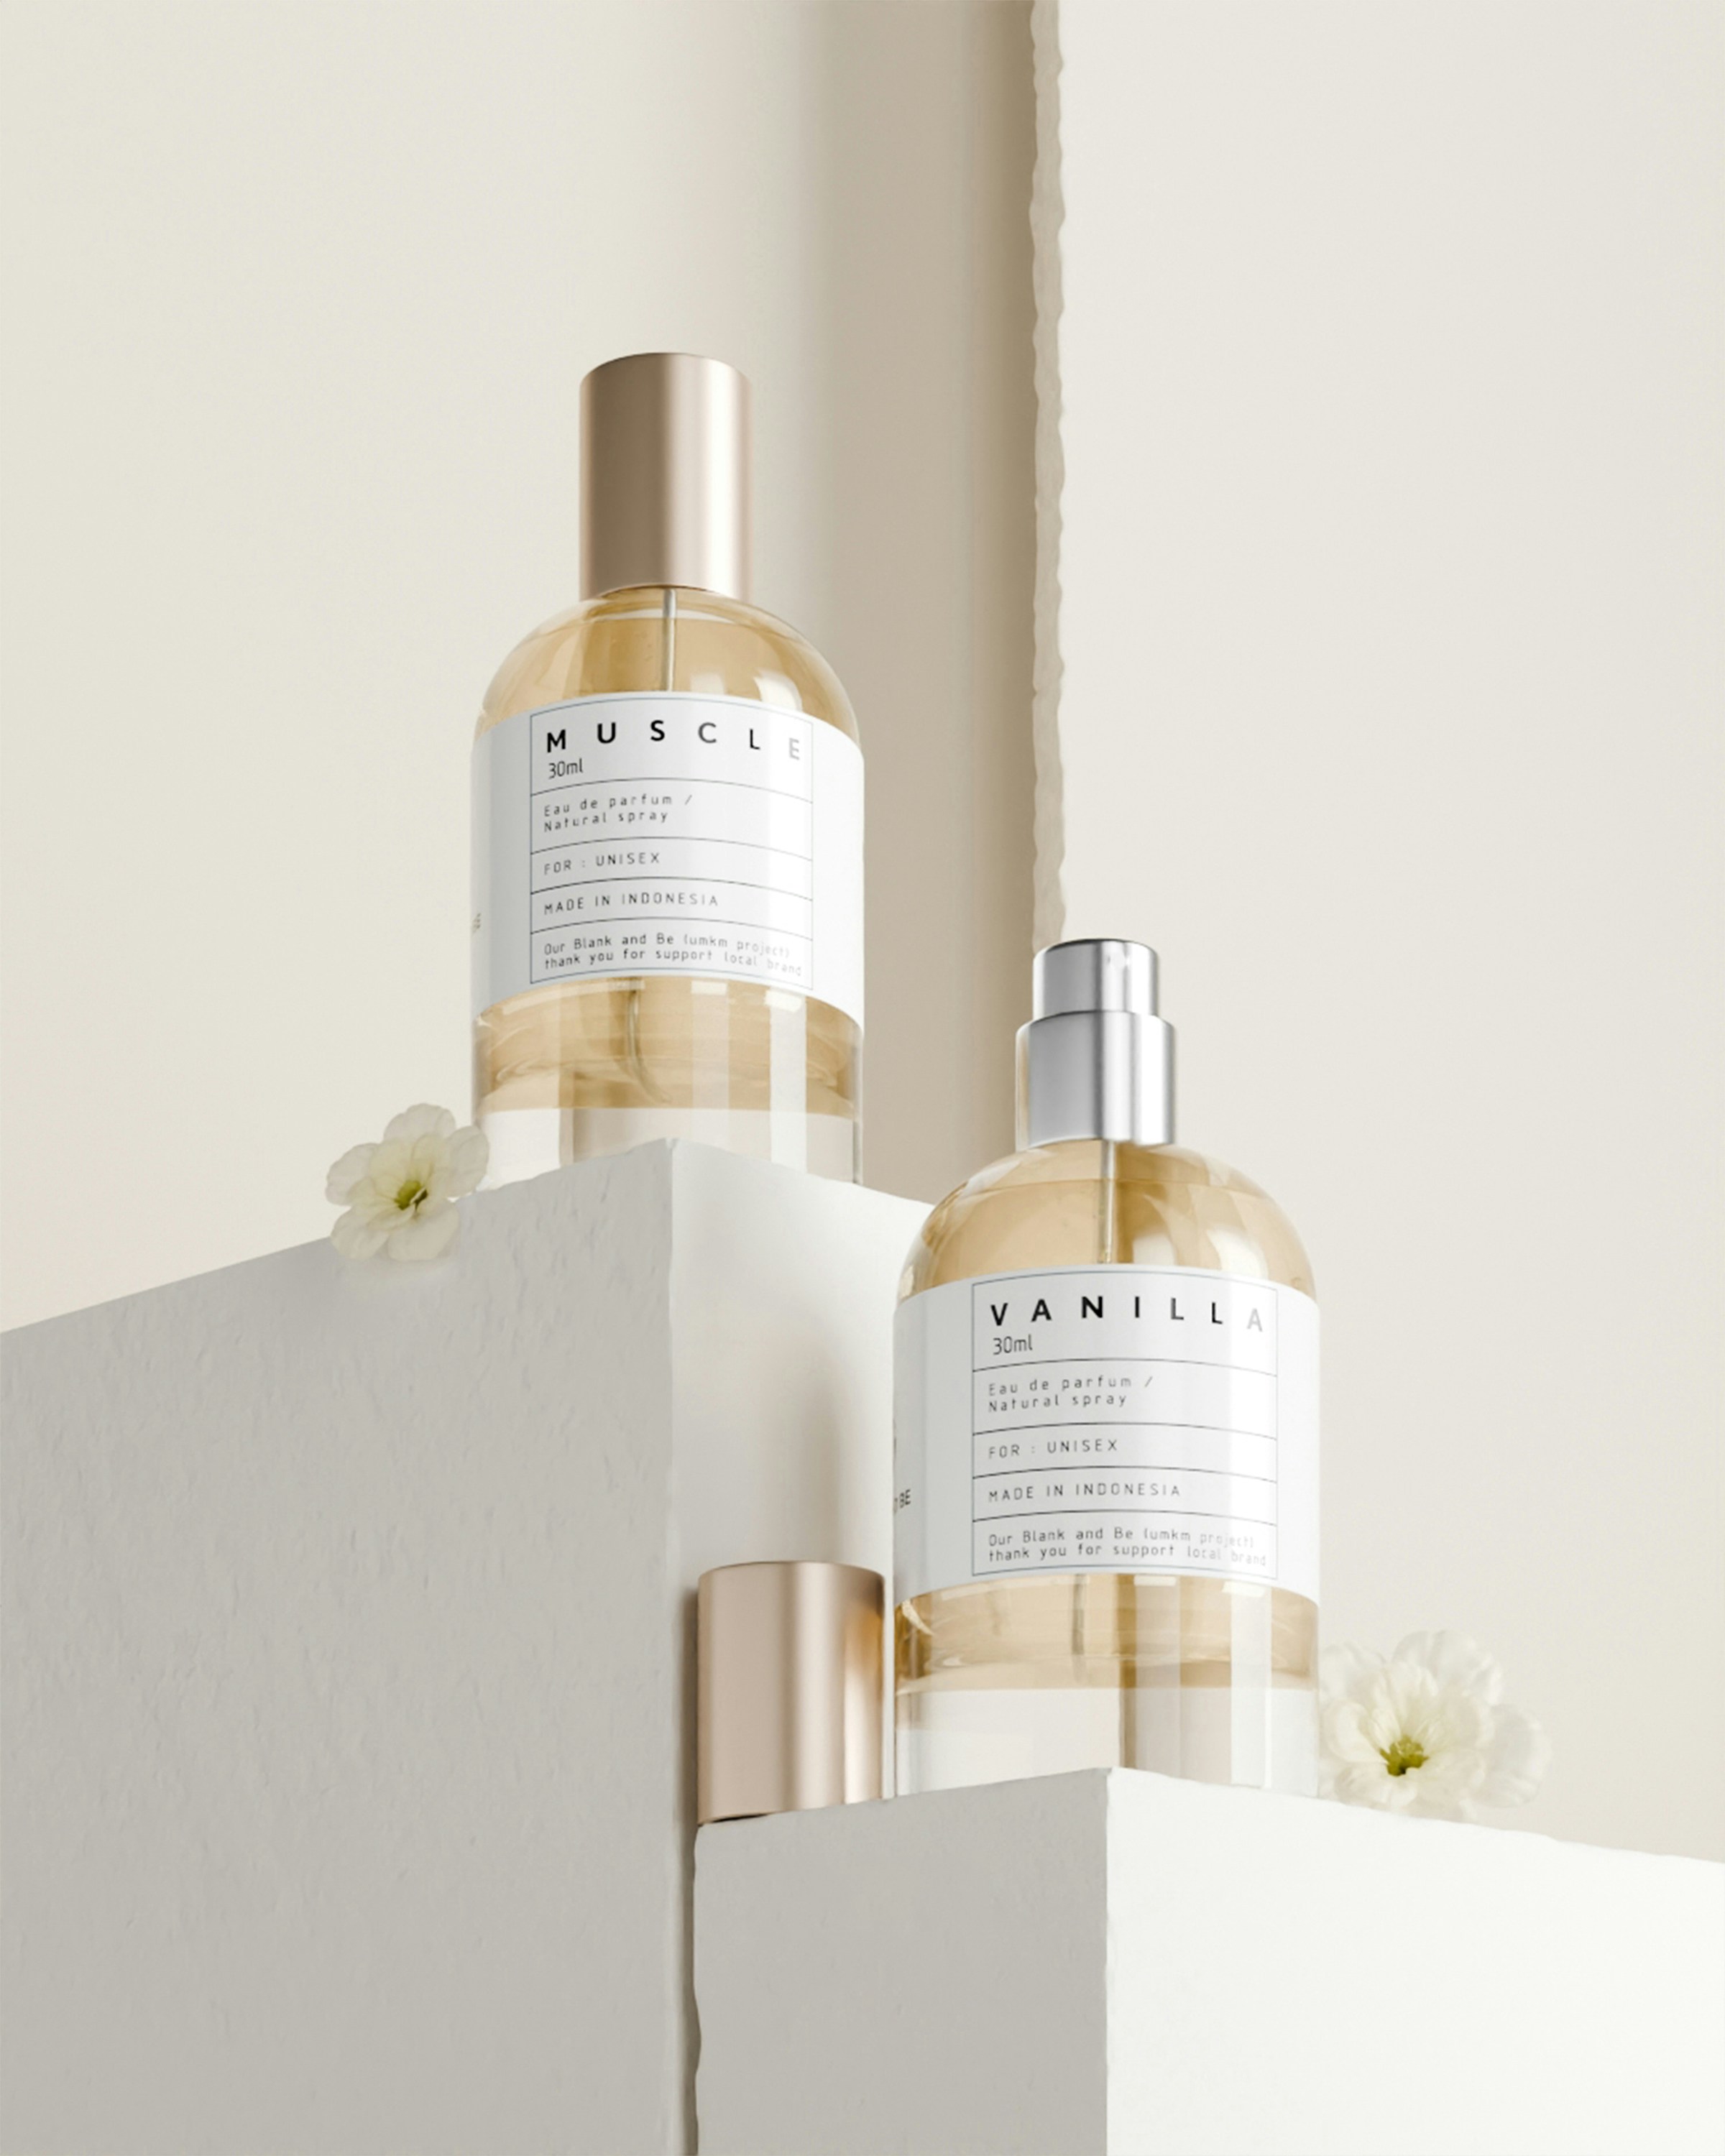 MUSCLE
30ml
Eau de parfum /
Natural spray
FOR : UNISEX
MADE IN INDONESIA
Our Blank and Be (umkm project)
thank you for support local brand
VANILLA
30ml
Eau de parfum /
Natural spray
FOR : UNISEX
MADE IN INDONESIA
Our Blank and Be (umkm project)
thank you for support local brand
BE